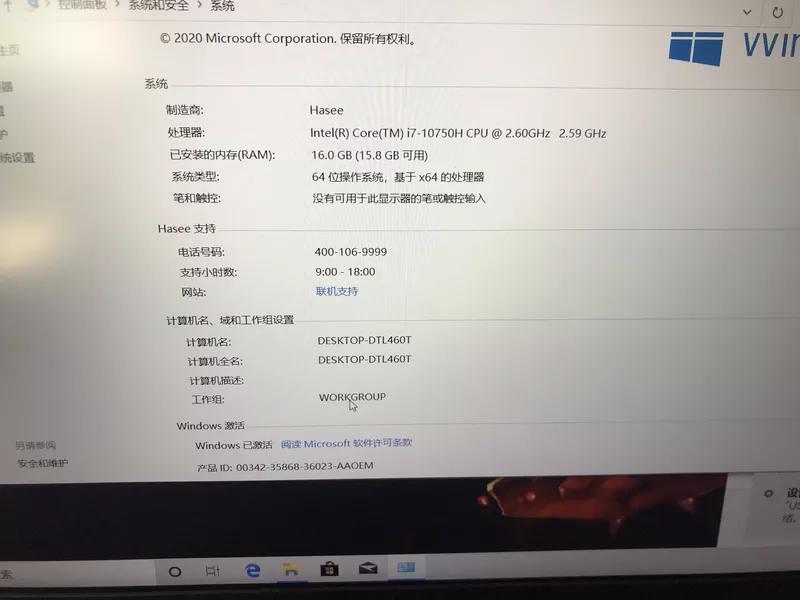 控制面板 > 系统和安全 > 系统
© 2020 Microsoft Corporation. 保留所有权利。
主页
系统
制造商: Hasee
处理器: Intel(R) Core(TM) i7-10750H CPU @ 2.60GHz 2.59 GHz
已安装的内存(RAM): 16.0 GB (15.8 GB 可用)
统设置
系统类型: 64 位操作系统, 基于 x64 的处理器
笔和触控: 没有可用于此显示器的笔或触控输入
Hasee 支持
电话号码: 400-106-9999
支持小时数: 9:00 - 18:00
网站: 联机支持
计算机名、域和工作组设置
计算机名: DESKTOP-DTL460T
计算机全名: DESKTOP-DTL460T
计算机描述:
工作组: WORKGROUP
Windows 激活
另请参阅
Windows 已激活 阅读 Microsoft 软件许可条款
安全和维护
产品 ID: 00342-35868-36023-AAOEM
索